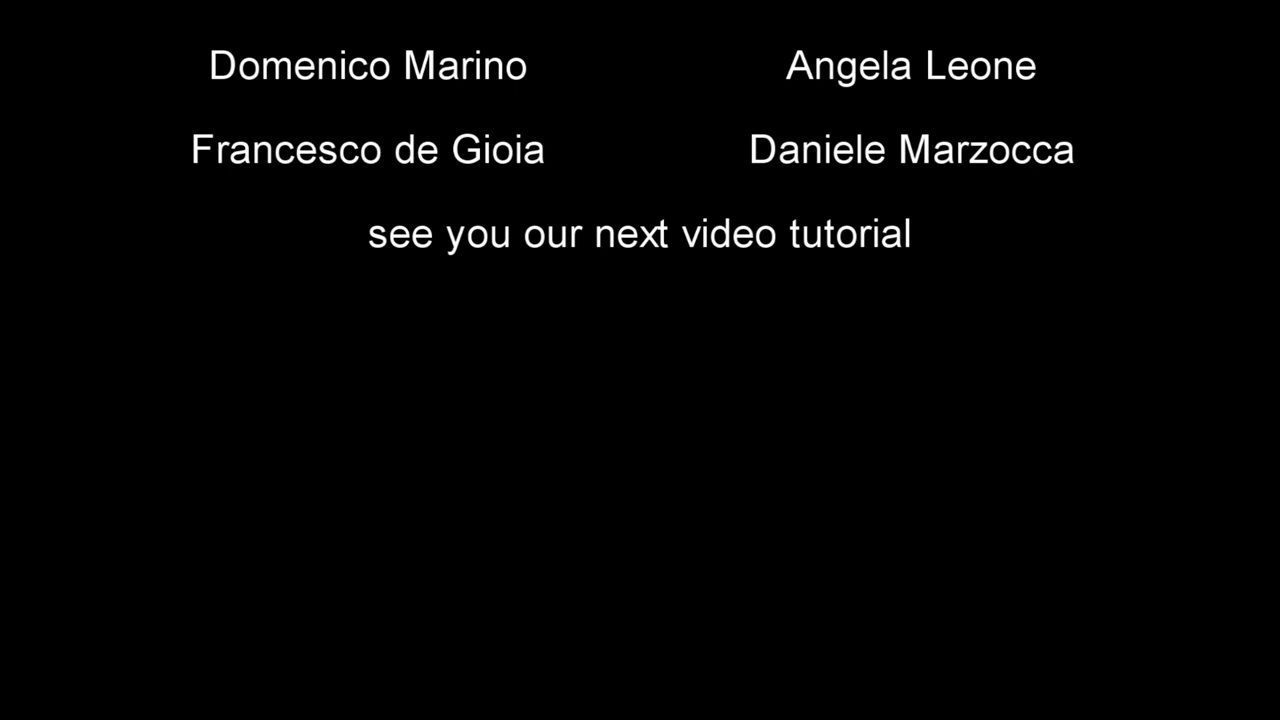 Domenico Marino Angela Leone
Francesco de Gioia Daniele Marzocca
see you our next video tutorial